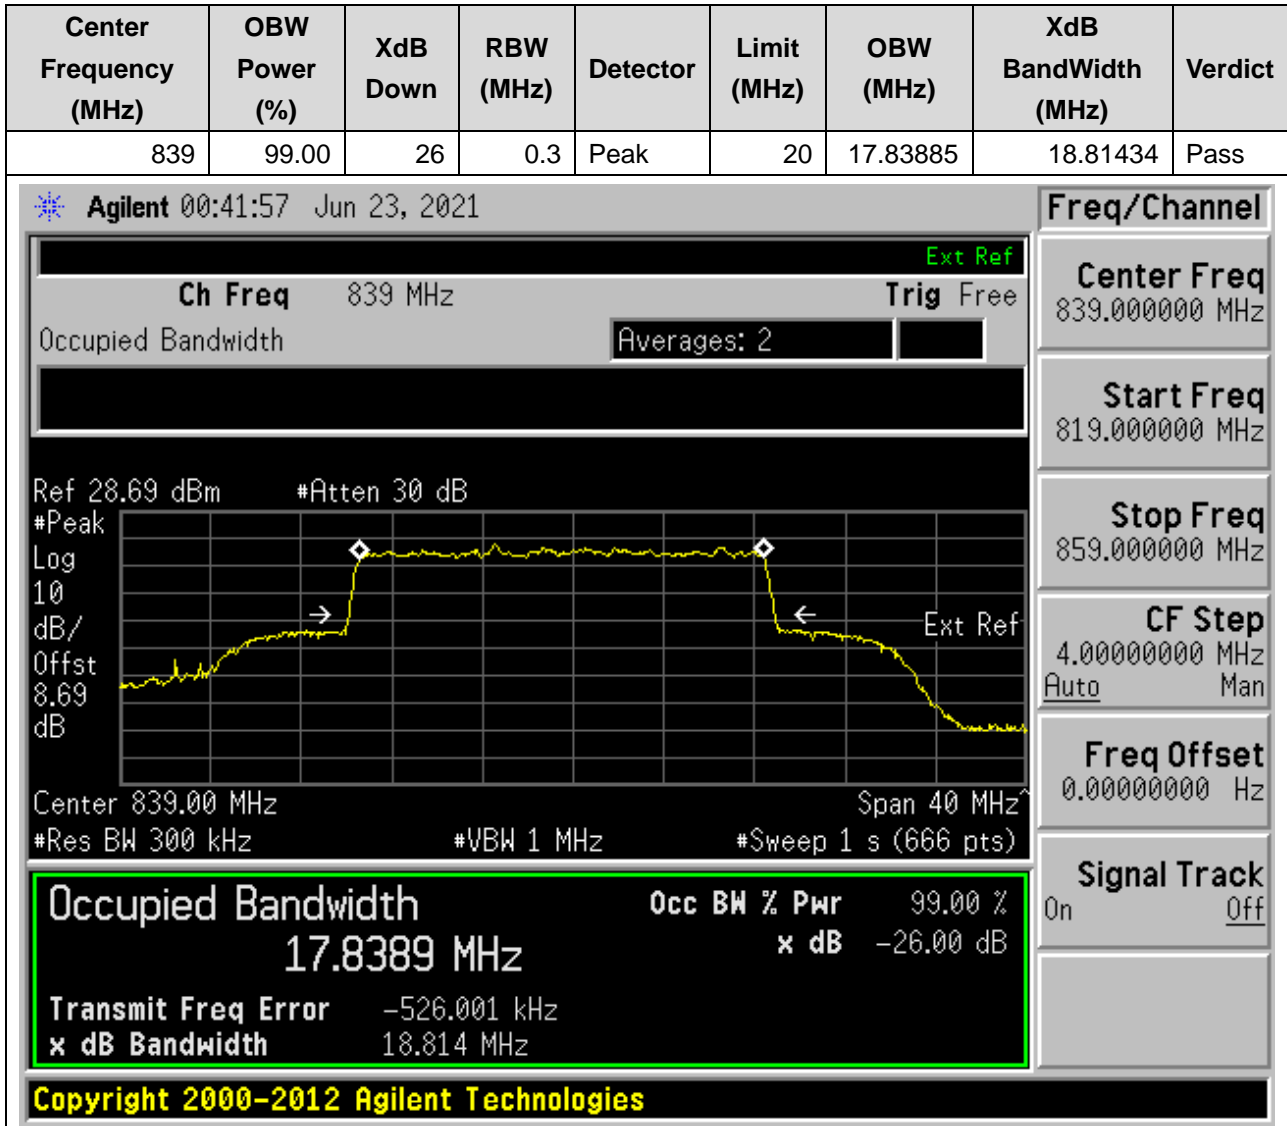 Center Frequency (MHz) OBW Power (%) XdB Down RBW (MHz) Detector Limit (MHz) OBW (MHz) XdB BandWidth (MHz) Verdict
839 99.00 26 0.3 Peak 20 17.83885 18.81434 Pass
Agilent 00:41:57 Jun 23, 2021
Ext Ref
Ch Freq 839 MHz Trig Free
Occupied Bandwidth Averages: 2
Ref 28.69 dBm #Atten 30 dB
#Peak
Log
10
dB/
Offst
8.69
dB
Ext Ref
Center 839.00 MHz Span 40 MHz^
#Res BW 300 kHz #VBW 1 MHz #Sweep 1 s (666 pts)
Occupied Bandwidth Occ BW % Pwr 99.00 %
17.8389 MHz x dB -26.00 dB
Transmit Freq Error -526.001 kHz
x dB Bandwidth 18.814 MHz
Copyright 2000-2012 Agilent Technologies
Freq/Channel
Center Freq
839.000000 MHz
Start Freq
819.000000 MHz
Stop Freq
859.000000 MHz
CF Step
4.00000000 MHz
Auto Man
Freq Offset
0.00000000 Hz
Signal Track
On Off